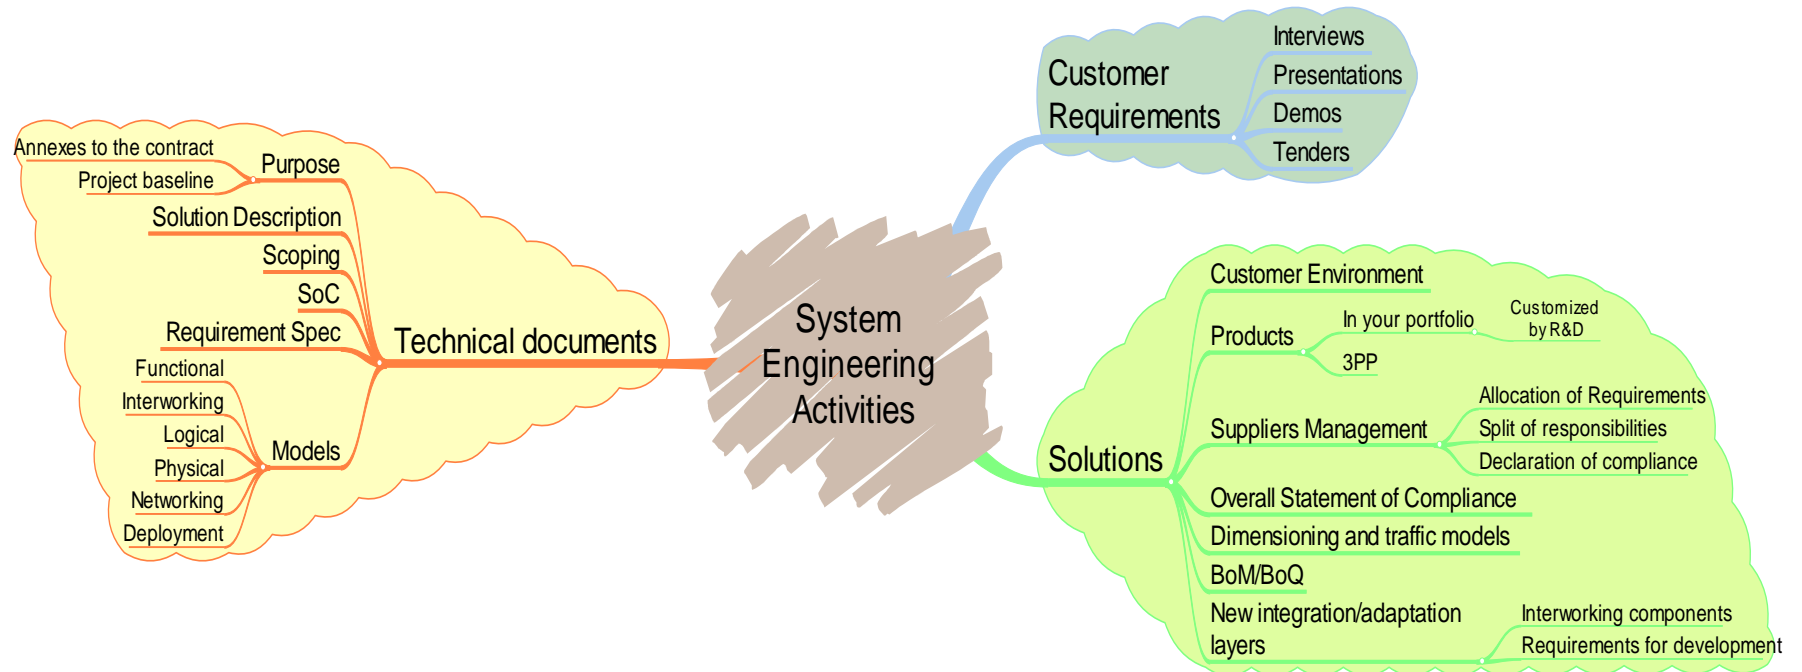 System
Engineering
Activities
Customer
Requirements
Interviews
Presentations
Demos
Tenders
Solutions
Customer Environment
Products
In your portfolio
Customized
by R&D
3PP
Suppliers Management
Allocation of Requirements
Split of responsibilities
Declaration of compliance
Overall Statement of Compliance
Dimensioning and traffic models
BoM/BoQ
New integration/adaptation
layers
Interworking components
Requirements for development
Technical documents
Purpose
Annexes to the contract
Project baseline
Solution Description
Scoping
SoC
Requirement Spec
Models
Functional
Interworking
Logical
Physical
Networking
Deployment